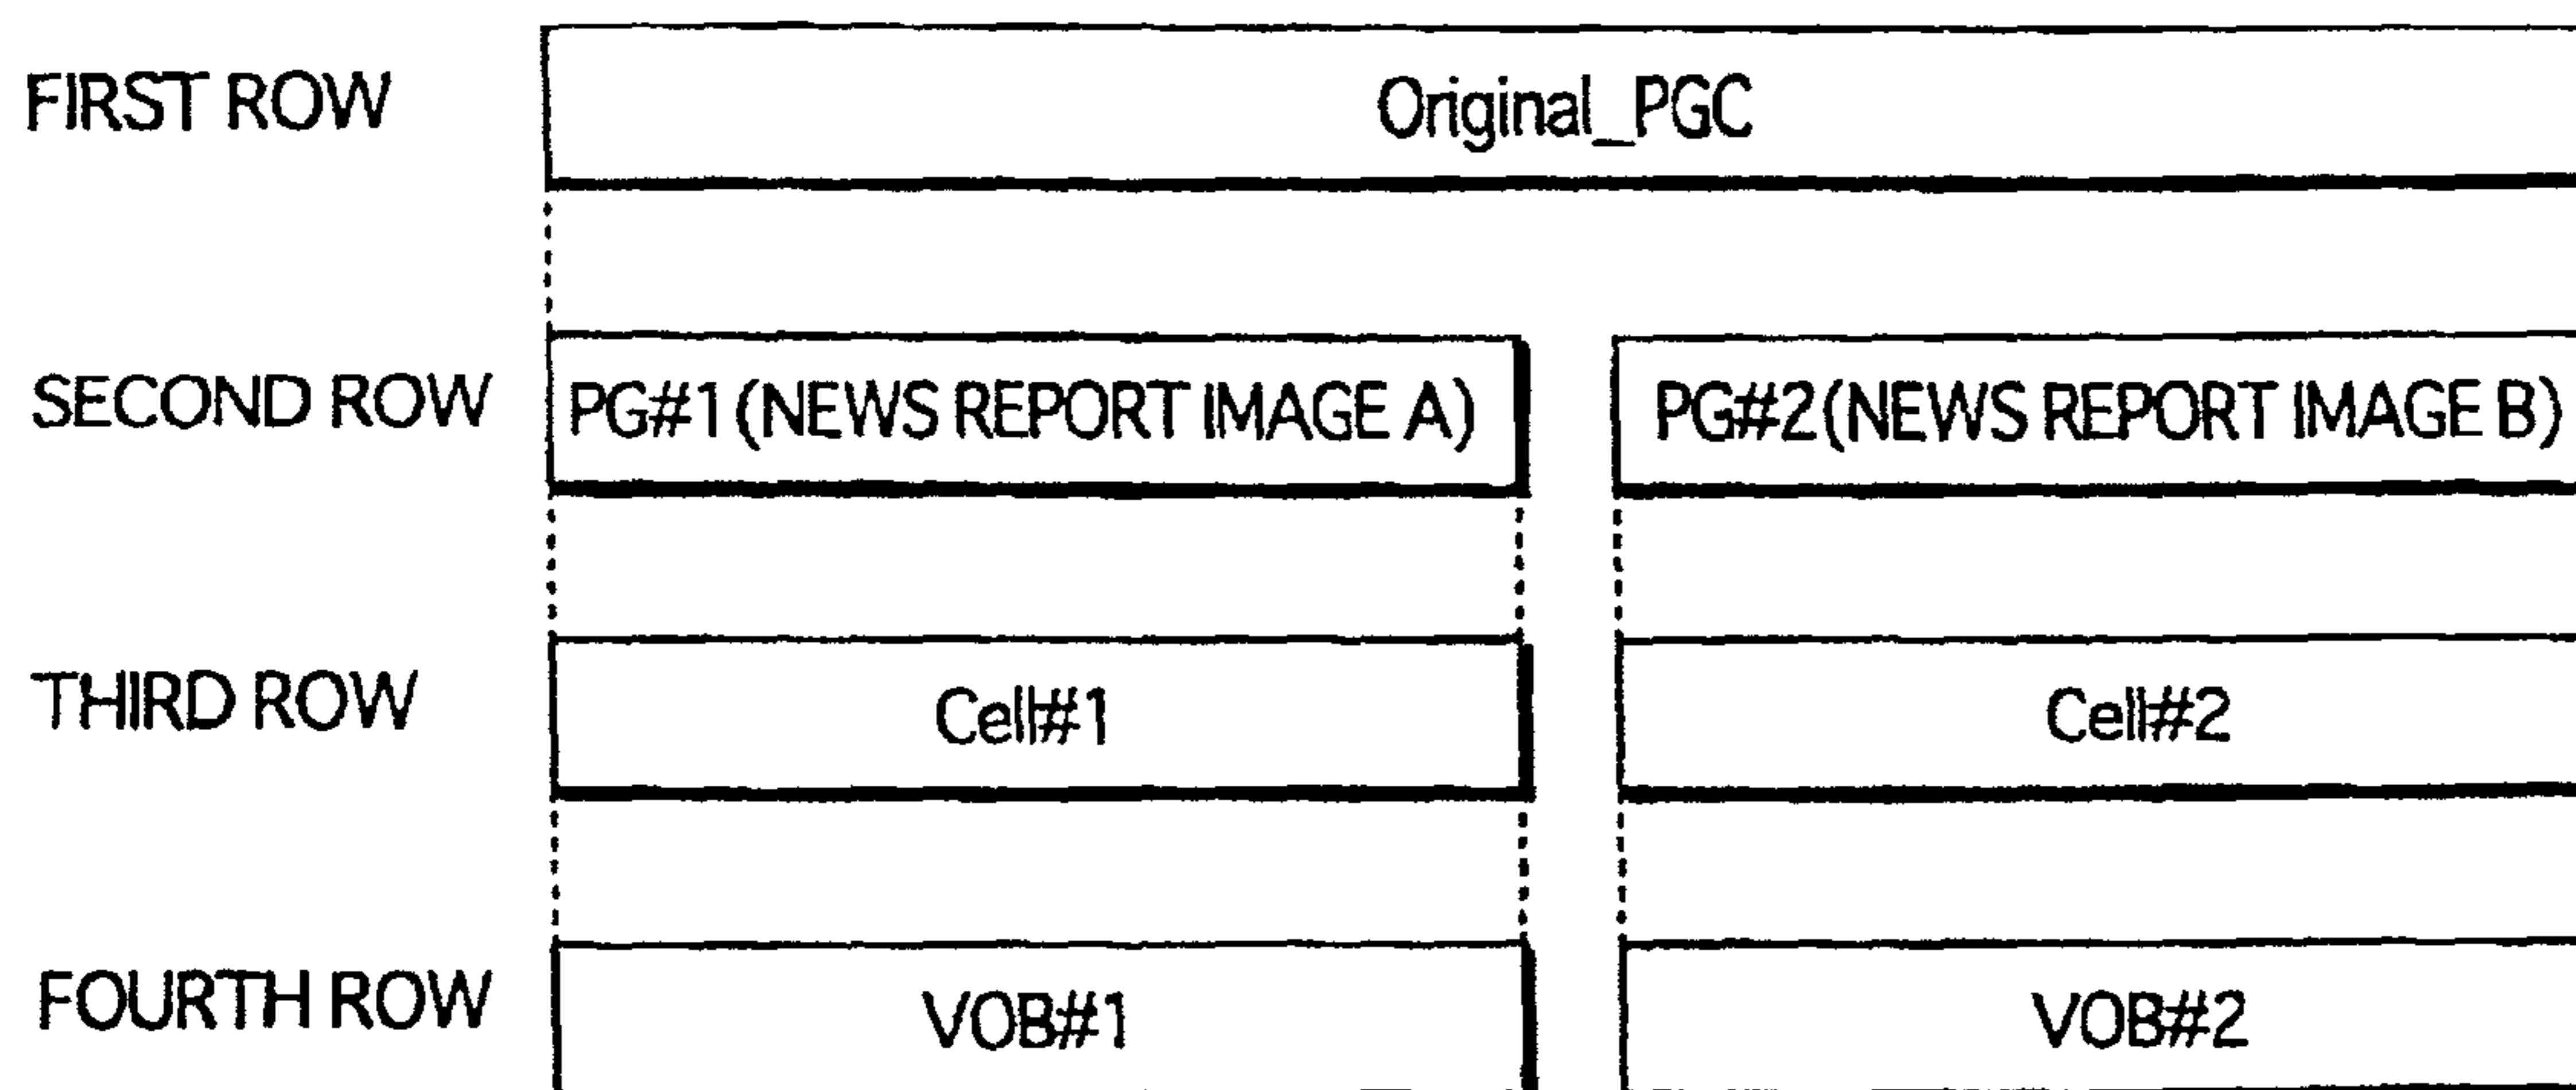 FIRST ROW Original_PGC
SECOND ROW PG#1 (NEWS REPORT IMAGE A) PG#2(NEWS REPORT IMAGE B)
THIRD ROW Cell#1 Cell#2
FOURTH ROW VOB#1 VOB#2